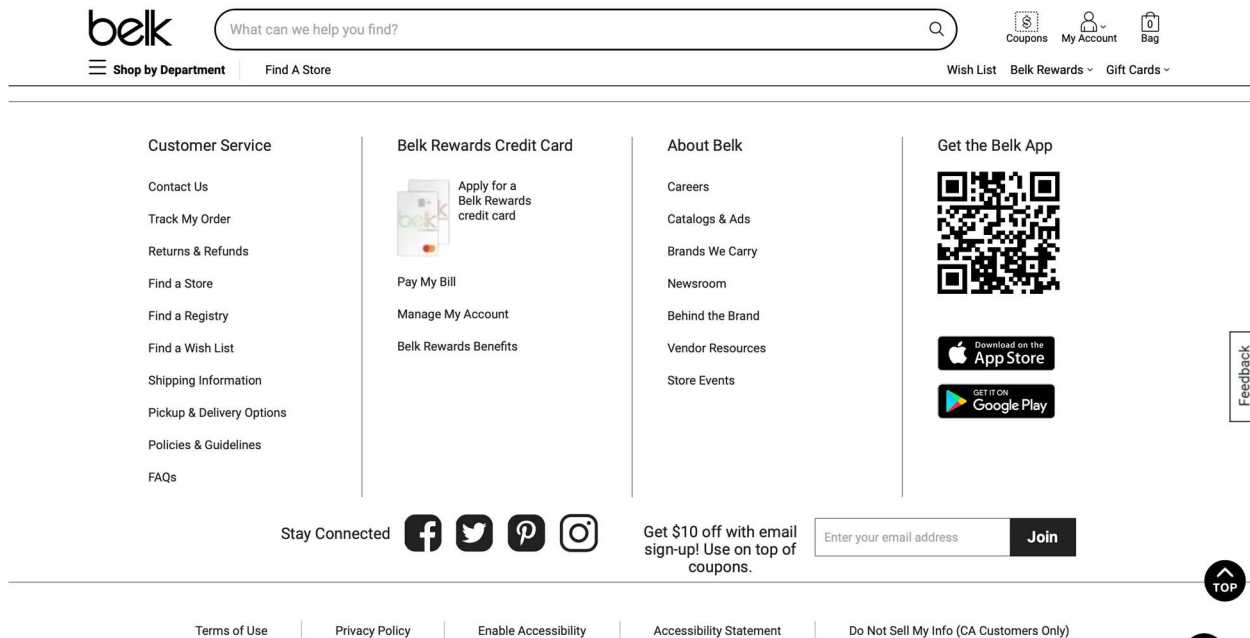 belk
What can we help you find?
Coupons
My Account
0
Bag
Shop by Department
Find A Store
Wish List
Belk Rewards
Gift Cards
Customer Service
Contact Us
Track My Order
Returns & Refunds
Find a Store
Find a Registry
Find a Wish List
Shipping Information
Pickup & Delivery Options
Policies & Guidelines
FAQs
Belk Rewards Credit Card
belk
Apply for a
Belk Rewards
credit card
Pay My Bill
Manage My Account
Belk Rewards Benefits
About Belk
Careers
Catalogs & Ads
Brands We Carry
Newsroom
Behind the Brand
Vendor Resources
Store Events
Get the Belk App
Download on the
App Store
GET IT ON
Google Play
Feedback
Stay Connected
Get $10 off with email
sign-up! Use on top of
coupons.
Enter your email address
Join
TOP
Terms of Use
Privacy Policy
Enable Accessibility
Accessibility Statement
Do Not Sell My Info (CA Customers Only)